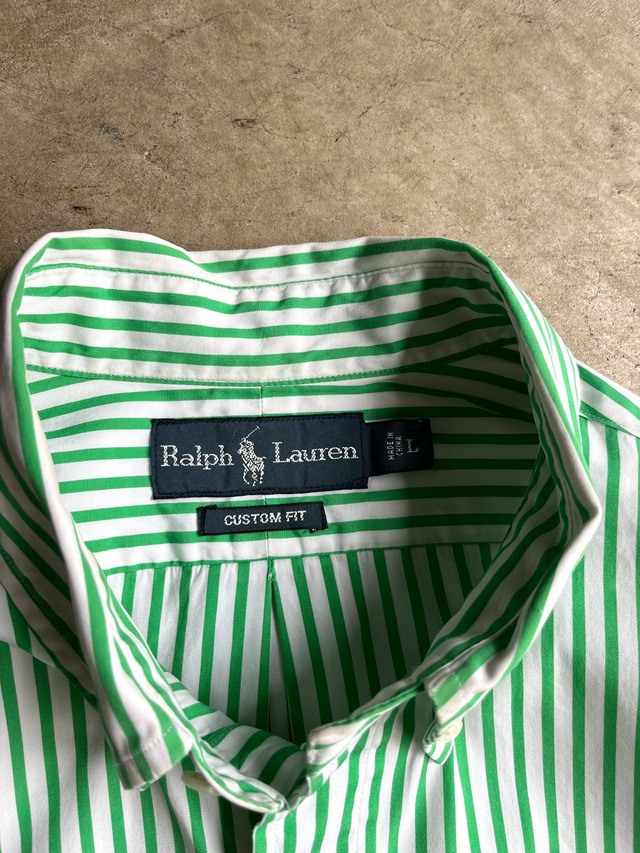 Ralph Lauren
MADE IN
CHINA
L
CUSTOM FIT